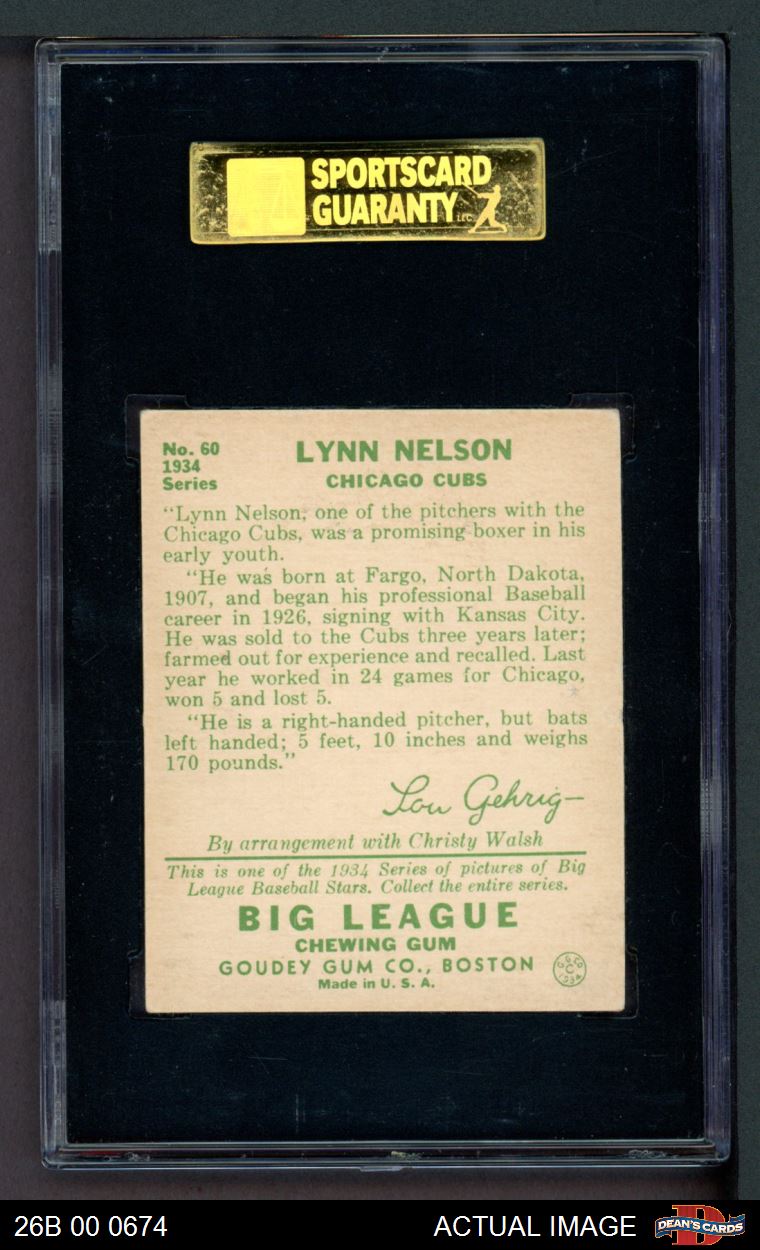 SPORTSCARD
GUARANTY LLC
No. 60
1934
Series
LYNN NELSON
CHICAGO CUBS
"Lynn Nelson, one of the pitchers with the
Chicago Cubs, was a promising boxer in his
early youth.
"He was born at Fargo, North Dakota,
1907, and began his professional Baseball
career in 1926, signing with Kansas City.
He was sold to the Cubs three years later;
farmed out for experience and recalled. Last
year he worked in 24 games for Chicago,
won 5 and lost 5.
"He is a right-handed pitcher, but bats
left handed; 5 feet, 10 inches and weighs
170 pounds."
Lou Gehrig
By arrangement with Christy Walsh
This is one of the 1934 Series of pictures of Big
League Baseball Stars. Collect the entire series.
BIG LEAGUE
CHEWING GUM
GOUDEY GUM CO., BOSTON
Made in U. S. A.
G. G. CO
C
1934
26B 00 0674
ACTUAL IMAGE
DEAN'S CARDS